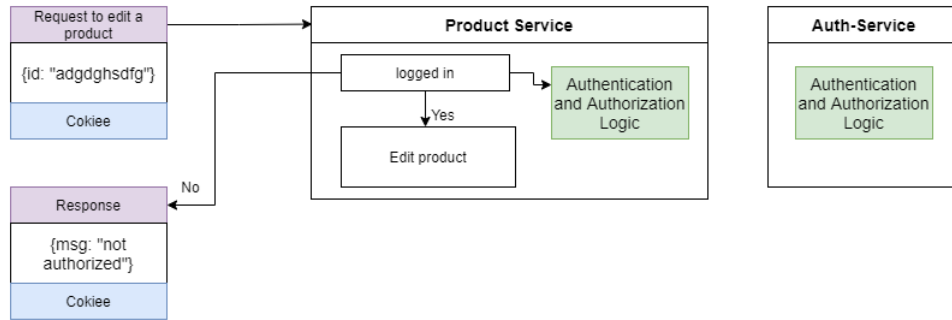 Request to edit a
product
{id: "adgdghsdfg"}
Cokiee
Product Service
logged in
Authentication
and Authorization
Logic
Yes
Edit product
Auth-Service
Authentication
and Authorization
Logic
No
Response
{msg: "not
authorized"}
Cokiee